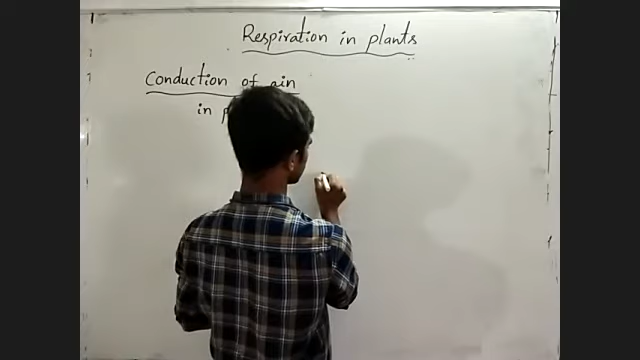 Respiration in plants
Conduction of air
in